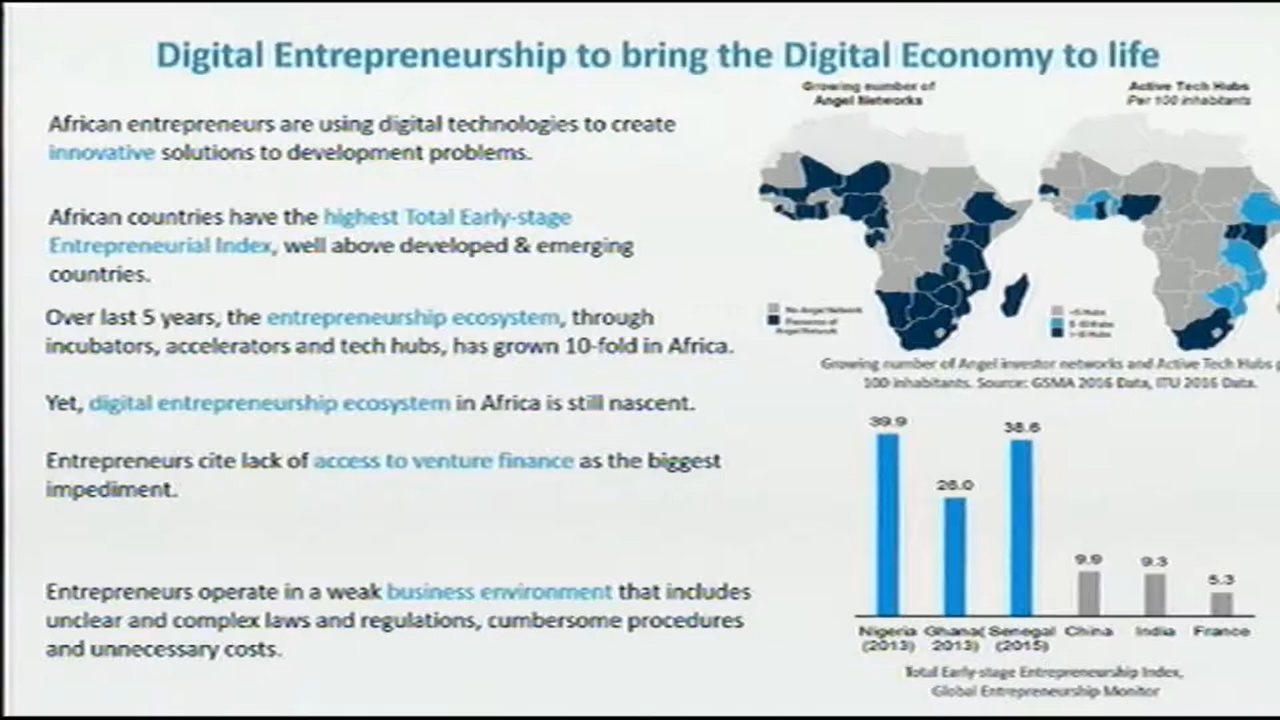 Digital Entrepreneurship to bring the Digital Economy to life
African entrepreneurs are using digital technologies to create
innovative solutions to development problems.
African countries have the highest Total Early-stage
Entrepreneurial Index, well above developed & emerging
countries.
Over last 5 years, the entrepreneurship ecosystem, through
incubators, accelerators and tech hubs, has grown 10-fold in Africa.
Yet, digital entrepreneurship ecosystem in Africa is still nascent.
Entrepreneurs cite lack of access to venture finance as the biggest
impediment.
Entrepreneurs operate in a weak business environment that includes
unclear and complex laws and regulations, cumbersome procedures
and unnecessary costs.
Growing number of
Angel Networks
Active Tech Hubs
Per 100 inhabitants
No Angel Network
Presence of
Angel Network
Growing number of Angel investor networks and Active Tech Hubs
100 inhabitants. Source: GSMA 2016 Data, ITU 2016 Data.
39.9
26.0
38.6
9.9
9.3
5.3
Nigeria Ghana( Senegal China India France
(2013) 2013) (2015)
Total Early-stage Entrepreneurship Index,
Global Entrepreneurship Monitor